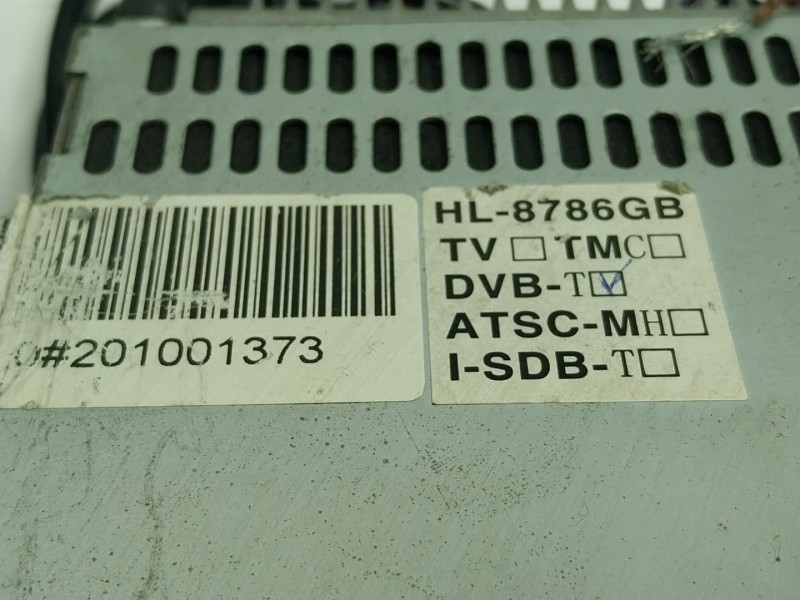 0#201001373
HL-8786GB
TV □ TMC□
DVB-T☑
ATSC-MH□
I-SDB-T□